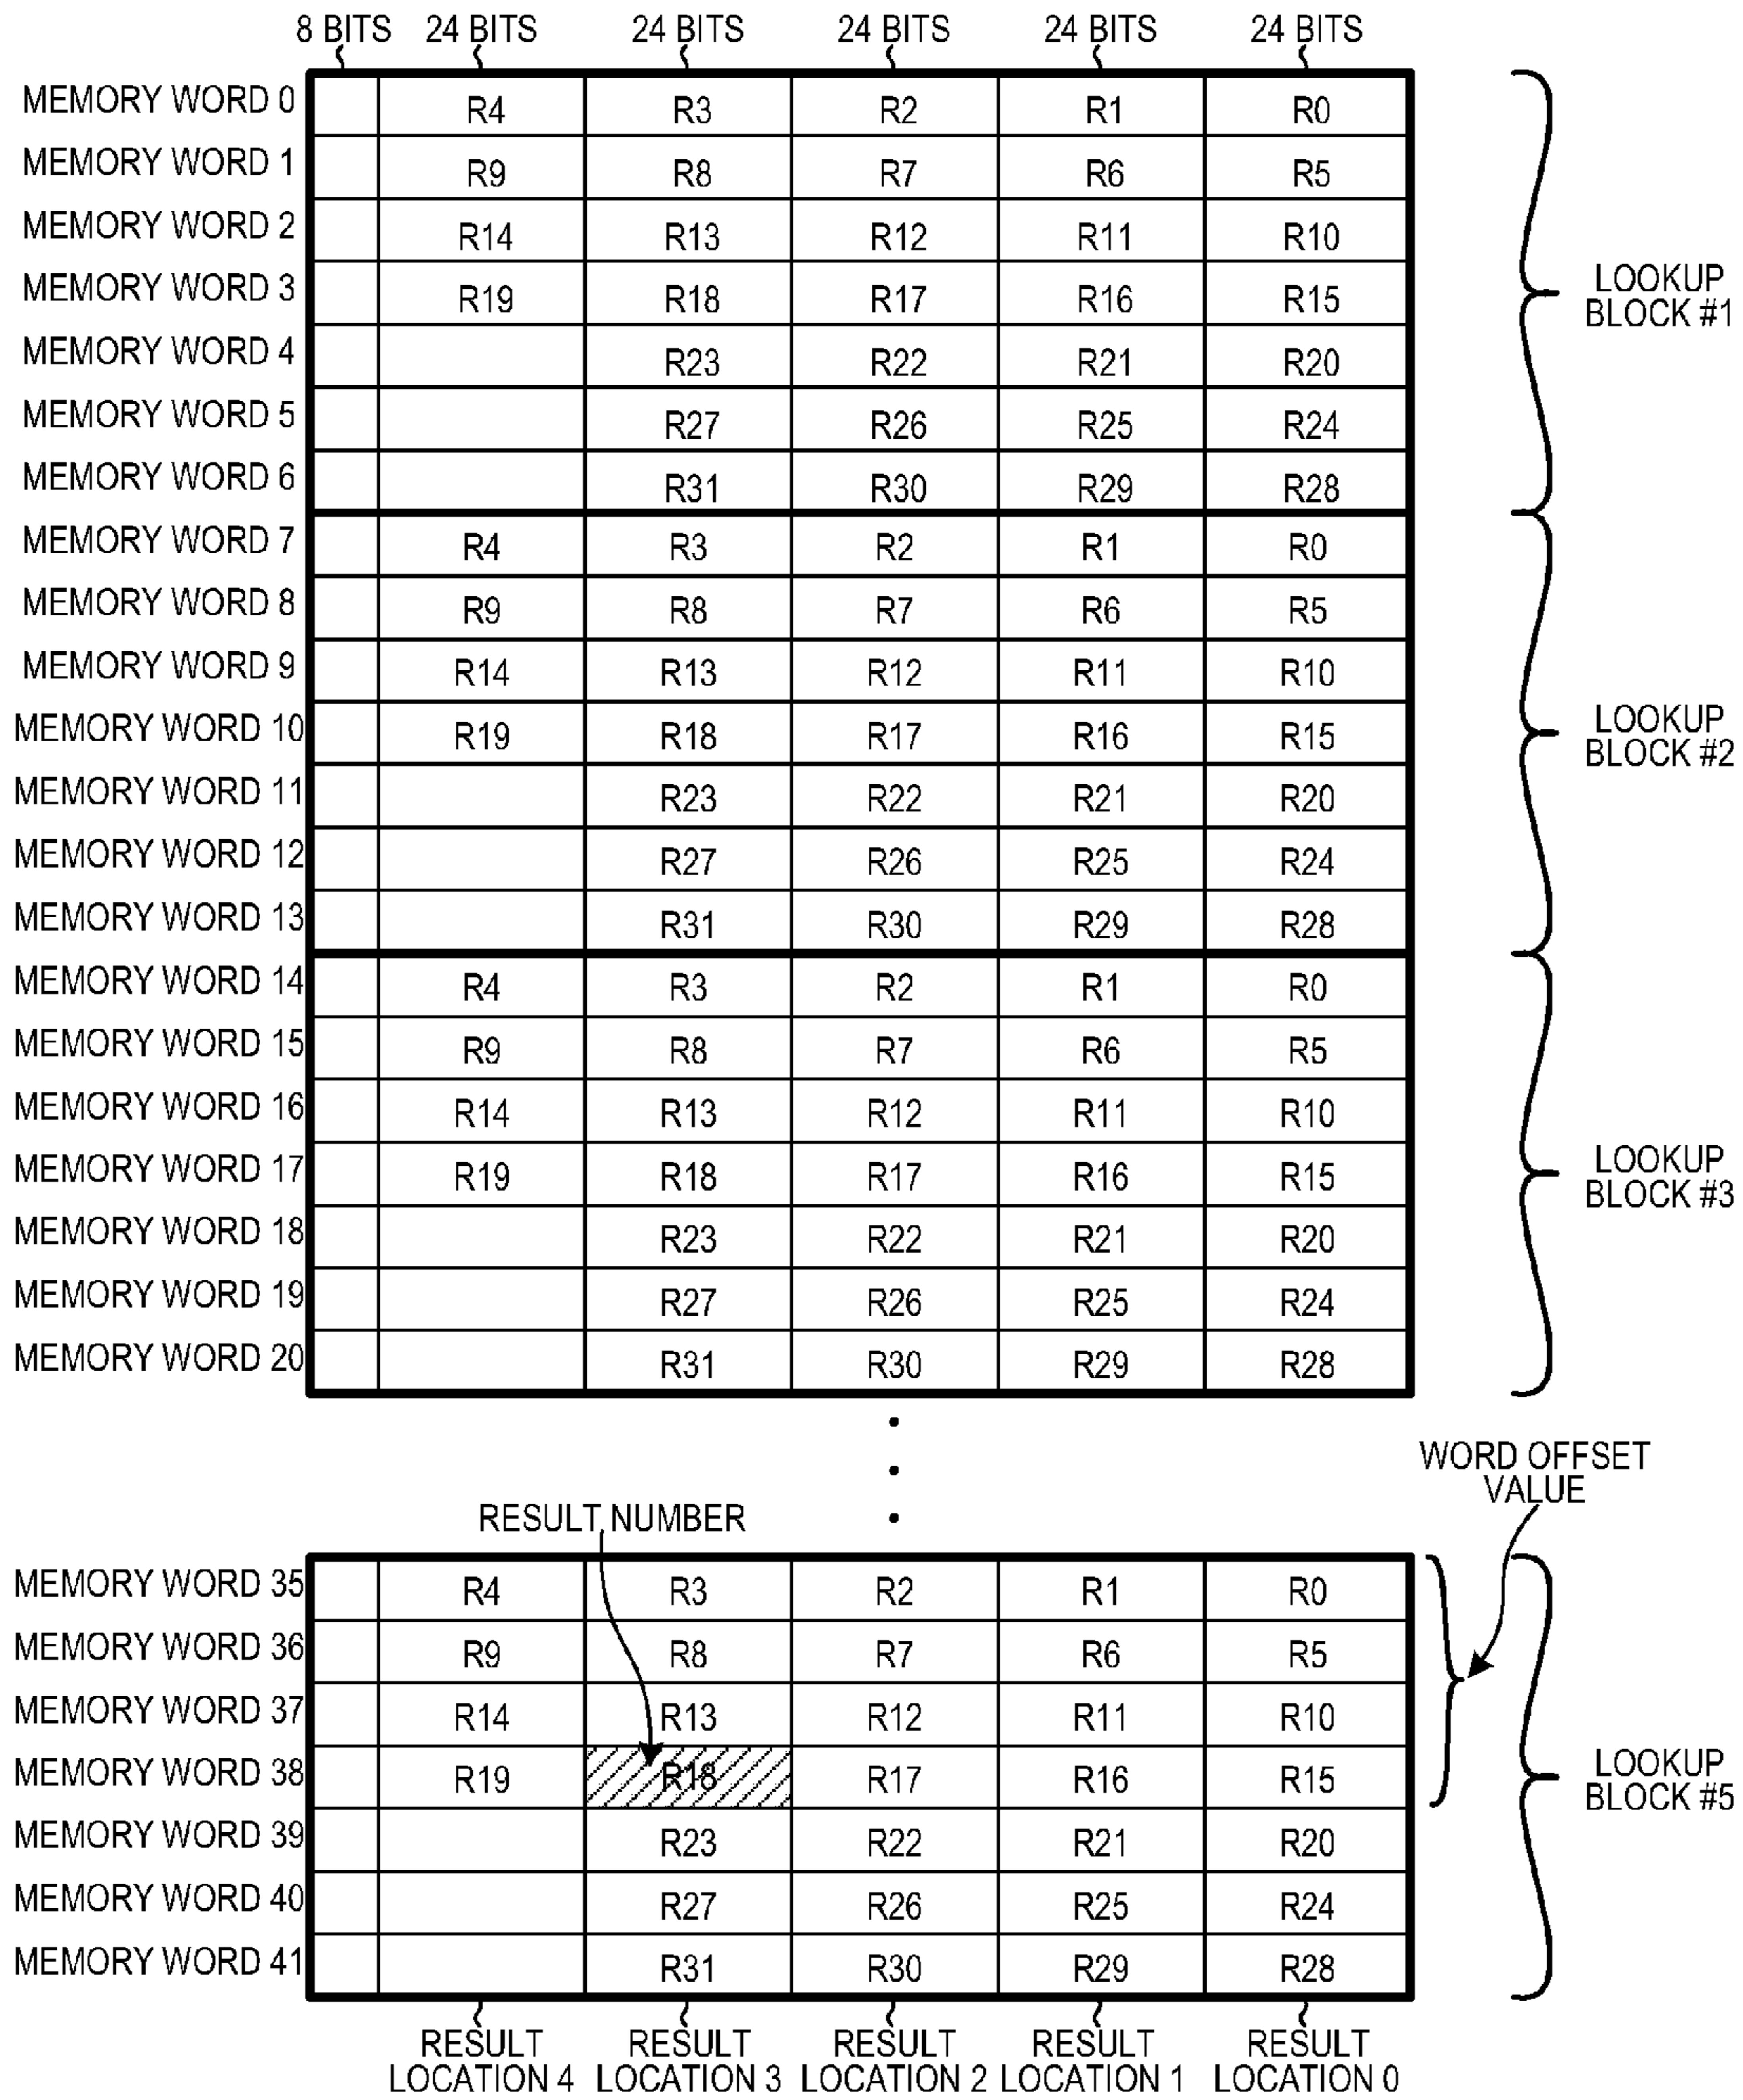 8 BITS 24 BITS 24 BITS 24 BITS 24 BITS 24 BITS
MEMORY WORD 0 R4 R3 R2 R1 R0
MEMORY WORD 1 R9 R8 R7 R6 R5
MEMORY WORD 2 R14 R13 R12 R11 R10
MEMORY WORD 3 R19 R18 R17 R16 R15
LOOKUP
BLOCK #1
MEMORY WORD 4 R23 R22 R21 R20
MEMORY WORD 5 R27 R26 R25 R24
MEMORY WORD 6 R31 R30 R29 R28
MEMORY WORD 7 R4 R3 R2 R1 R0
MEMORY WORD 8 R9 R8 R7 R6 R5
MEMORY WORD 9 R14 R13 R12 R11 R10
MEMORY WORD 10 R19 R18 R17 R16 R15
LOOKUP
BLOCK #2
MEMORY WORD 11 R23 R22 R21 R20
MEMORY WORD 12 R27 R26 R25 R24
MEMORY WORD 13 R31 R30 R29 R28
MEMORY WORD 14 R4 R3 R2 R1 R0
MEMORY WORD 15 R9 R8 R7 R6 R5
MEMORY WORD 16 R14 R13 R12 R11 R10
MEMORY WORD 17 R19 R18 R17 R16 R15
LOOKUP
BLOCK #3
MEMORY WORD 18 R23 R22 R21 R20
MEMORY WORD 19 R27 R26 R25 R24
MEMORY WORD 20 R31 R30 R29 R28
WORD OFFSET
VALUE
RESULT NUMBER
MEMORY WORD 35 R4 R3 R2 R1 R0
MEMORY WORD 36 R9 R8 R7 R6 R5
MEMORY WORD 37 R14 R13 R12 R11 R10
MEMORY WORD 38 R19 R18 R17 R16 R15
LOOKUP
BLOCK #5
MEMORY WORD 39 R23 R22 R21 R20
MEMORY WORD 40 R27 R26 R25 R24
MEMORY WORD 41 R31 R30 R29 R28
RESULT RESULT RESULT RESULT RESULT
LOCATION 4 LOCATION 3 LOCATION 2 LOCATION 1 LOCATION 0